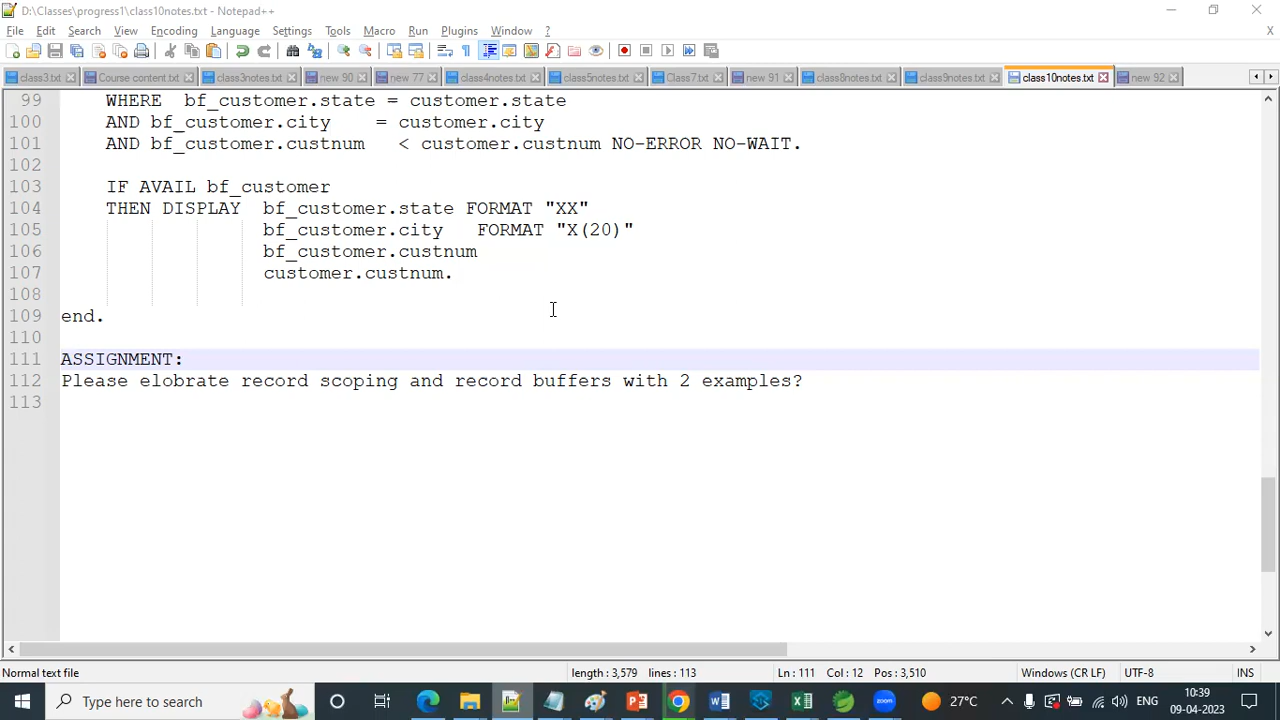 D:\Classes\progress1\class10notes.txt - Notepad++
File Edit Search View Encoding Language Settings Tools Macro Run Plugins Window ? X
class3.txt Course content.txt class3notes.txt new 90 new 77 class4notes.txt class5notes.txt Class7.txt new 91 class8notes.txt class9notes.txt class10notes.txt new 92
99 WHERE bf_customer.state = customer.state
100 AND bf_customer.city = customer.city
101 AND bf_customer.custnum < customer.custnum NO-ERROR NO-WAIT.
102
103 IF AVAIL bf_customer
104 THEN DISPLAY bf_customer.state FORMAT "XX"
105 bf_customer.city FORMAT "X(20)"
106 bf_customer.custnum
107 customer.custnum.
108
109 end.
110
111 ASSIGNMENT:
112 Please elobrate record scoping and record buffers with 2 examples?
113
Normal text file length : 3,579 lines : 113 Ln : 111 Col : 12 Pos : 3,510 Windows (CR LF) UTF-8 INS
Type here to search 27°C ENG 10:39
09-04-2023